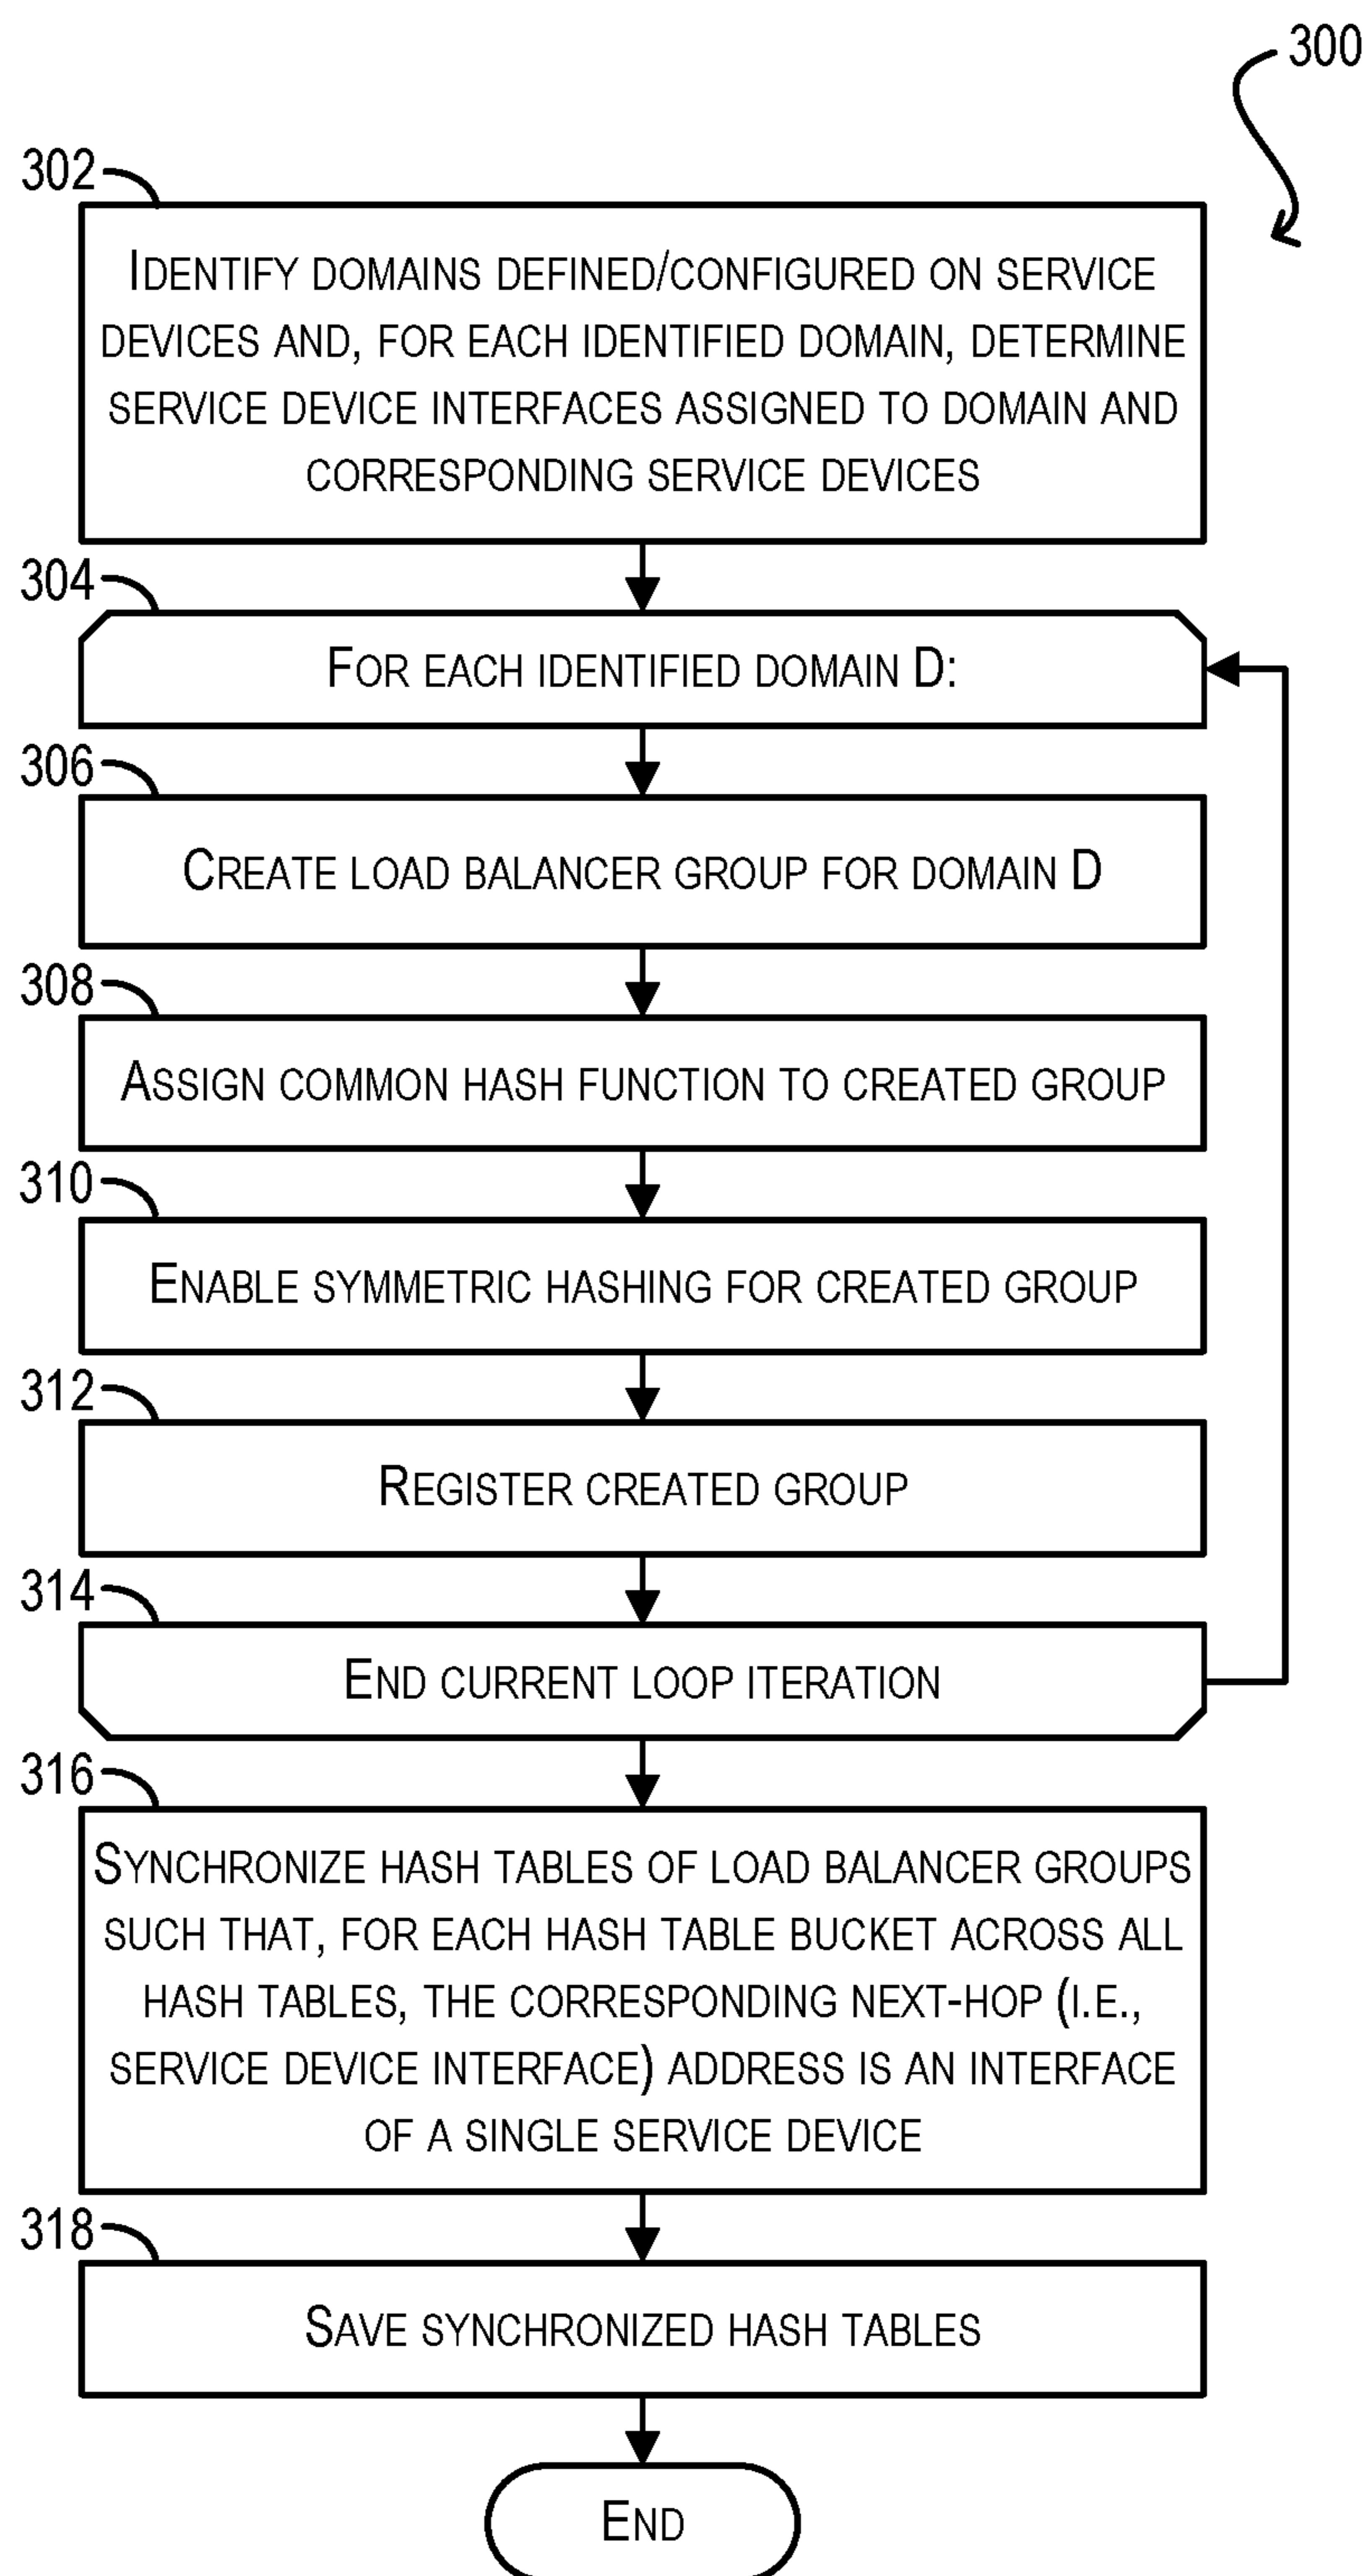 300
302
Identify domains defined/configured on service
devices and, for each identified domain, determine
service device interfaces assigned to domain and
corresponding service devices
304
For each identified domain D:
306
Create load balancer group for domain D
308
Assign common hash function to created group
310
Enable symmetric hashing for created group
312
Register created group
314
End current loop iteration
316
Synchronize hash tables of load balancer groups
such that, for each hash table bucket across all
hash tables, the corresponding next-hop (i.e.,
service device interface) address is an interface
of a single service device
318
Save synchronized hash tables
End